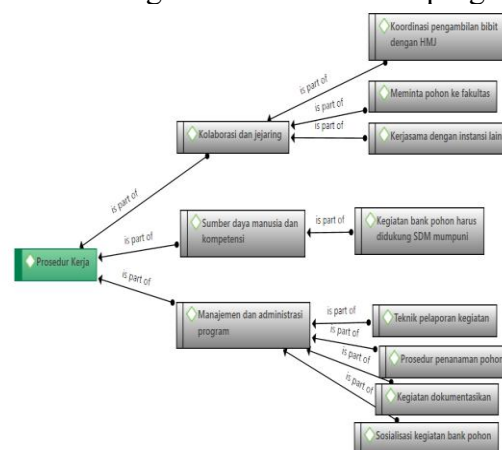 Koordinasi pengambilan bibit
dengan HMJ
is part of
Meminta pohon ke fakultas
is part of
Kolaborasi dan jejaring
is part of
Kerjasama dengan instansi lain
is part of
Sumber daya manusia dan
kompetensi
is part of
Kegiatan bank pohon harus
didukung SDM mumpuni
is part of
Prosedur Kerja
is part of
Manajemen dan administrasi
program
is part of
Teknik pelaporan kegiatan
is part of
Prosedur penanaman pohon
is part of
Kegiatan dokumentasikan
is part of
Sosialisasi kegiatan bank pohon